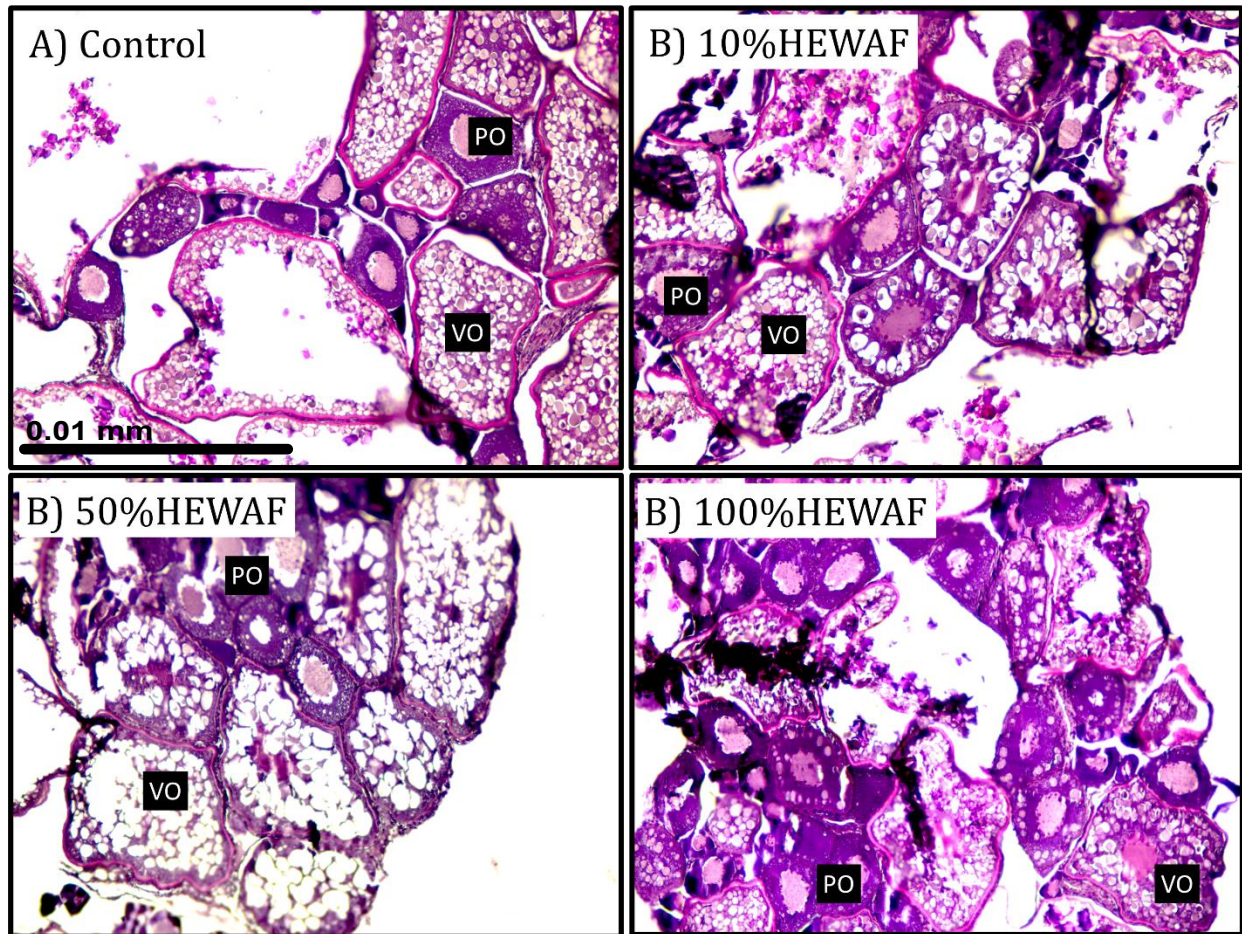 A) Control
PO
VO
0.01 mm
B) 10%HEWAF
PO
VO
B) 50%HEWAF
PO
VO
B) 100%HEWAF
PO
VO